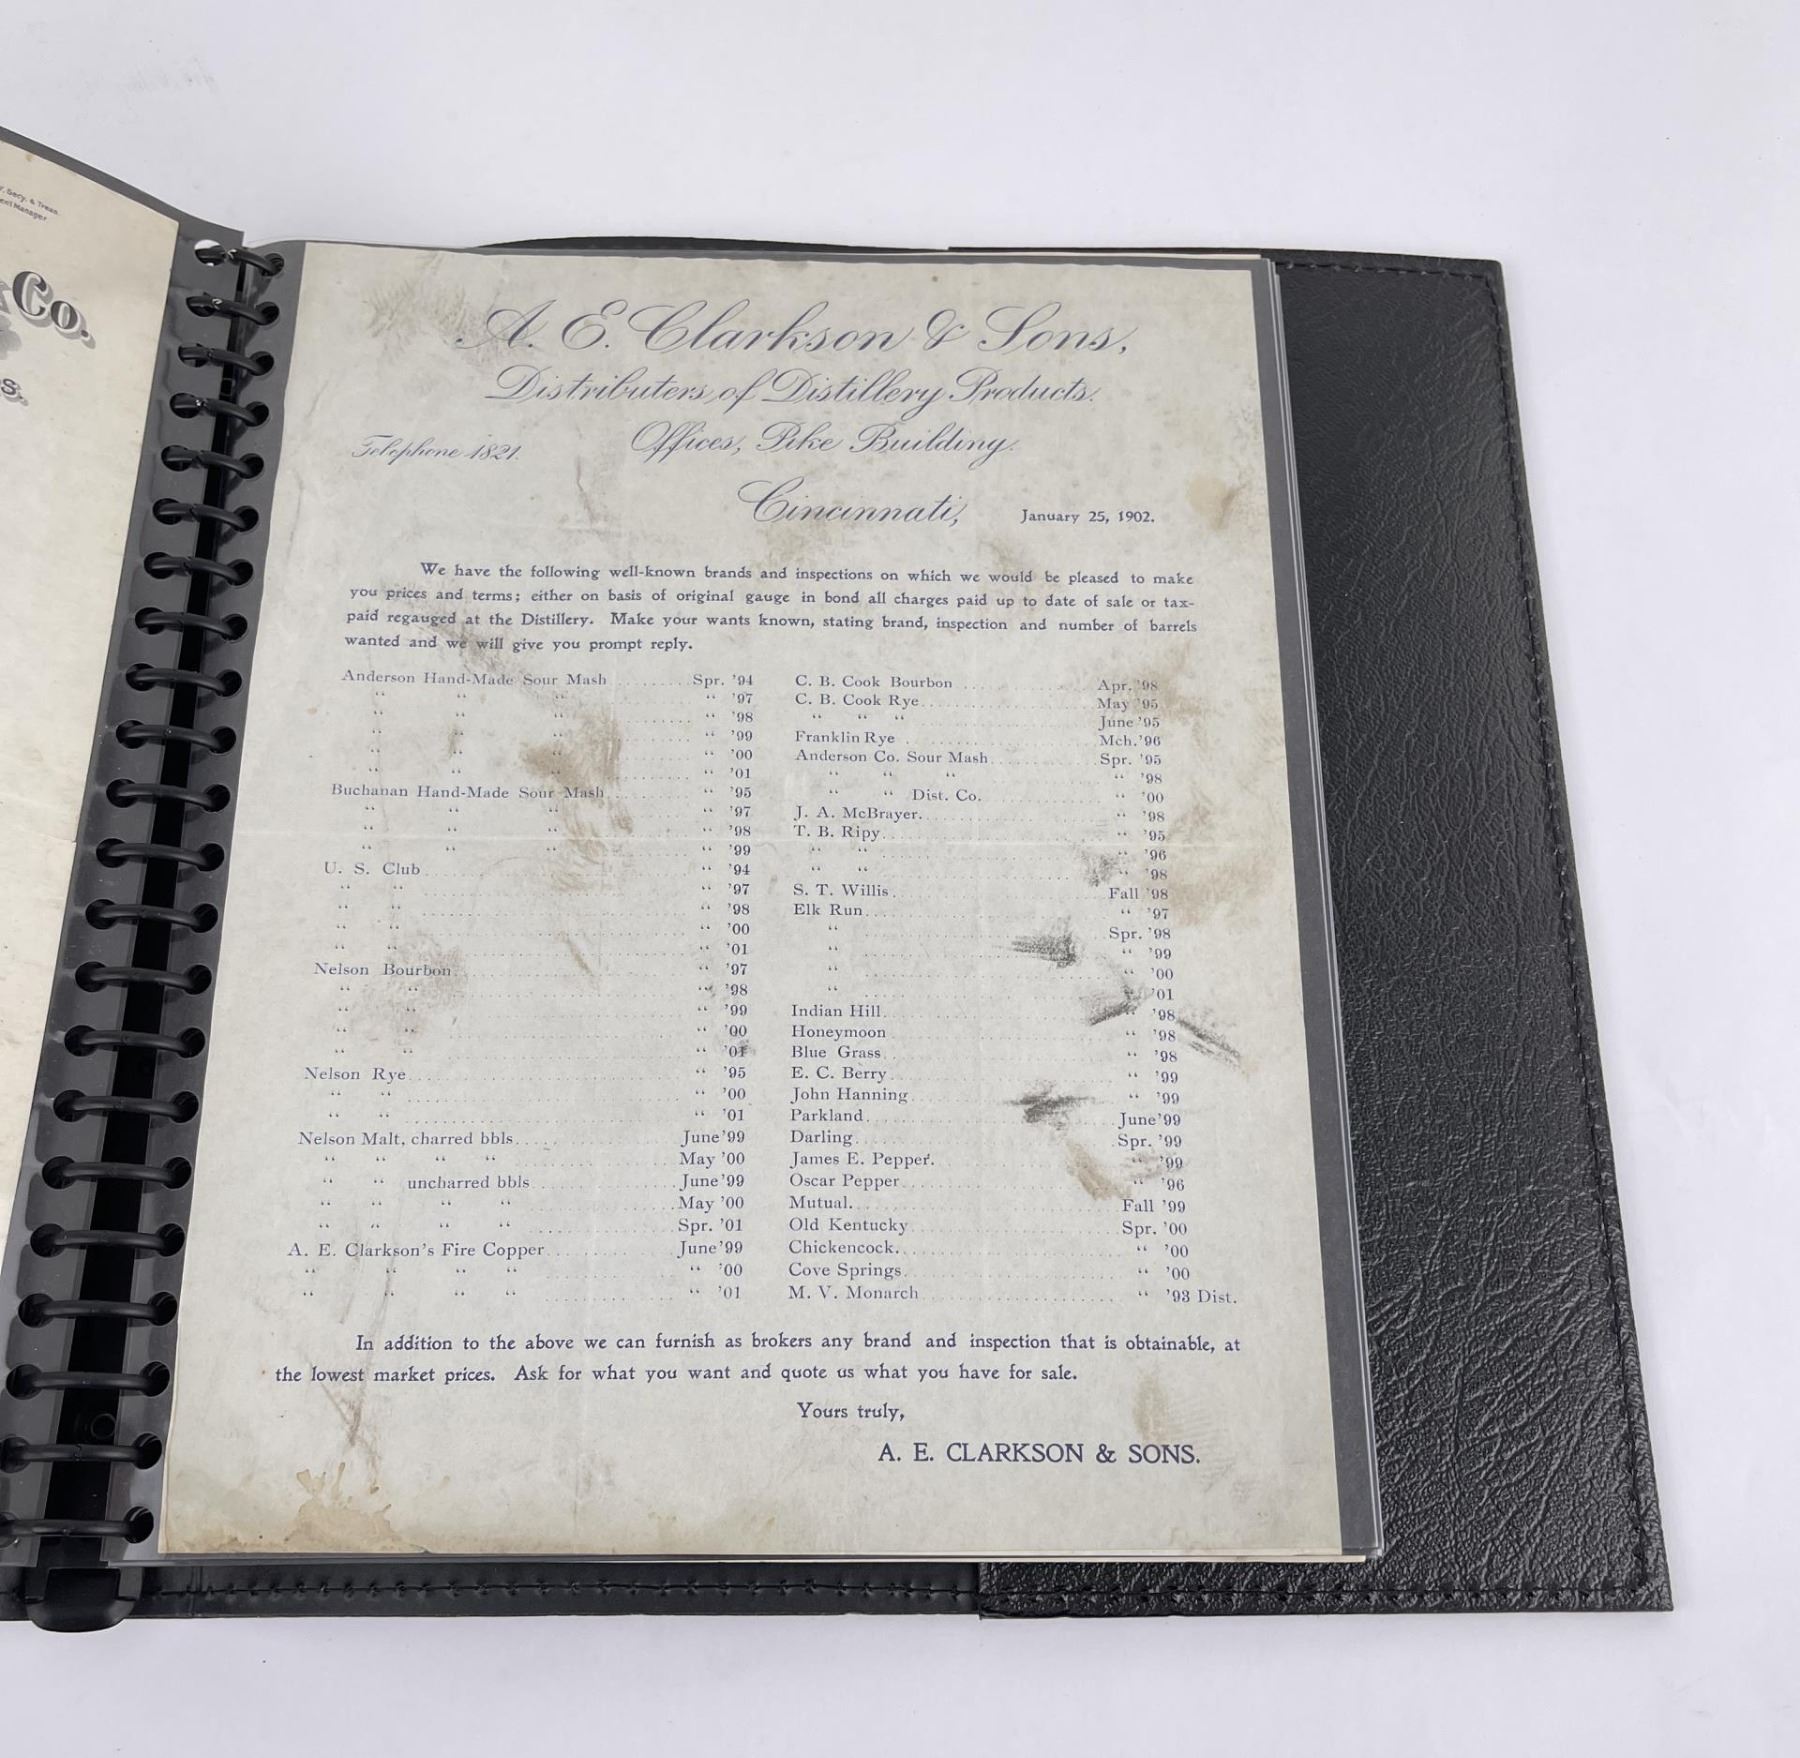 Secy. & Treas.
Manager
Co.
A. E. Clarkson & Sons,
Distributers of Distillery Products.
Telephone 1821. Offices, Pike Building.
Cincinnati, January 25, 1902.
We have the following well-known brands and inspections on which we would be pleased to make
you prices and terms; either on basis of original gauge in bond all charges paid up to date of sale or tax-
paid regauged at the Distillery. Make your wants known, stating brand, inspection and number of barrels
wanted and we will give you prompt reply.
Anderson Hand-Made Sour Mash ........ Spr. '94
" " " ........ " '97
" " " ........ " '98
" " " ........ " '99
" " " ........ " '00
" " " ........ " '01
Buchanan Hand-Made Sour Mash ........ " '95
" " " ........ " '97
" " " ........ " '98
" " " ........ " '99
U. S. Club ........ " '94
" " ........ " '97
" " ........ " '98
" " ........ " '00
" " ........ " '01
Nelson Bourbon ........ " '97
" " ........ " '98
" " ........ " '99
" " ........ " '00
" " ........ " '01
Nelson Rye ........ " '95
" " ........ " '00
" " ........ " '01
Nelson Malt, charred bbls ........ June '99
" " " " ........ May '00
" " uncharred bbls ........ June '99
" " " " ........ May '00
" " " " ........ Spr. '01
A. E. Clarkson's Fire Copper ........ June '99
" " " " ........ " '00
" " " " ........ " '01
C. B. Cook Bourbon ........ Apr. '98
C. B. Cook Rye ........ May '95
" " " ........ June '95
Franklin Rye ........ Mch. '96
Anderson Co. Sour Mash ........ Spr. '95
" " " ........ " '98
" " Dist. Co. ........ " '00
J. A. McBrayer ........ " '98
T. B. Ripy ........ " '95
" " ........ " '96
" " ........ " '98
S. T. Willis ........ Fall '98
Elk Run ........ " '97
" ........ Spr. '98
" ........ " '99
" ........ " '00
" ........ " '01
Indian Hill ........ " '98
Honeymoon ........ " '98
Blue Grass ........ " '98
E. C. Berry ........ " '99
John Hanning ........ " '99
Parkland ........ June '99
Darling ........ Spr. '99
James E. Pepper ........ " '99
Oscar Pepper ........ " '96
Mutual ........ Fall '99
Old Kentucky ........ Spr. '00
Chickencock ........ " '00
Cove Springs ........ " '00
M. V. Monarch ........ " '93 Dist.
In addition to the above we can furnish as brokers any brand and inspection that is obtainable, at
the lowest market prices. Ask for what you want and quote us what you have for sale.
Yours truly,
A. E. CLARKSON & SONS.